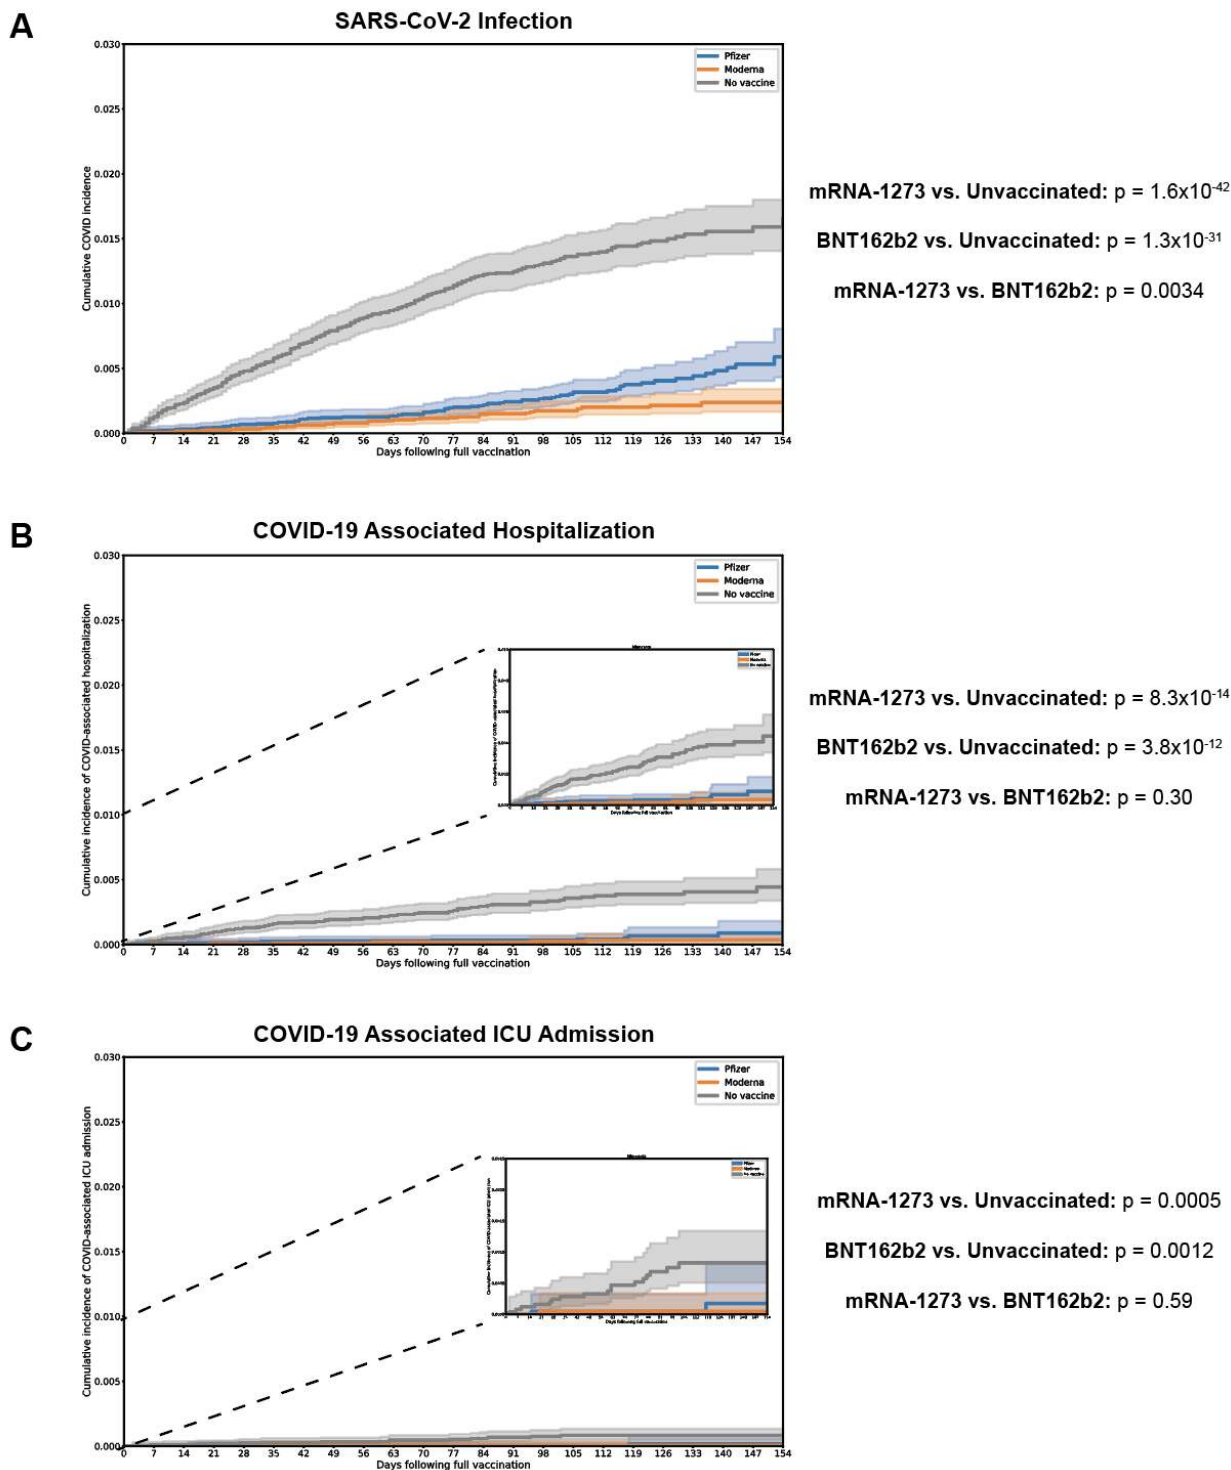 A
SARS-CoV-2 Infection
0.030
0.025
0.020
0.015
0.010
0.005
0.000
Cumulative COVID incidence
Pfizer
Moderna
No vaccine
0 7 14 21 28 35 42 49 56 63 70 77 84 91 98 105 112 119 126 133 140 147 154
Days following full vaccination
mRNA-1273 vs. Unvaccinated: p = 1.6x10⁻⁴²
BNT162b2 vs. Unvaccinated: p = 1.3x10⁻³¹
mRNA-1273 vs. BNT162b2: p = 0.0034
B
COVID-19 Associated Hospitalization
0.030
0.025
0.020
0.015
0.010
0.005
0.000
Cumulative incidence of COVID-associated hospitalization
Pfizer
Moderna
No vaccine
Days following full vaccination
0 7 14 21 28 35 42 49 56 63 70 77 84 91 98 105 112 119 126 133 140 147 154
Days following full vaccination
mRNA-1273 vs. Unvaccinated: p = 8.3x10⁻¹⁴
BNT162b2 vs. Unvaccinated: p = 3.8x10⁻¹²
mRNA-1273 vs. BNT162b2: p = 0.30
C
COVID-19 Associated ICU Admission
0.030
0.025
0.020
0.015
0.010
0.005
0.000
Cumulative incidence of COVID-associated ICU admission
Pfizer
Moderna
No vaccine
Days following full vaccination
0 7 14 21 28 35 42 49 56 63 70 77 84 91 98 105 112 119 126 133 140 147 154
Days following full vaccination
mRNA-1273 vs. Unvaccinated: p = 0.0005
BNT162b2 vs. Unvaccinated: p = 0.0012
mRNA-1273 vs. BNT162b2: p = 0.59